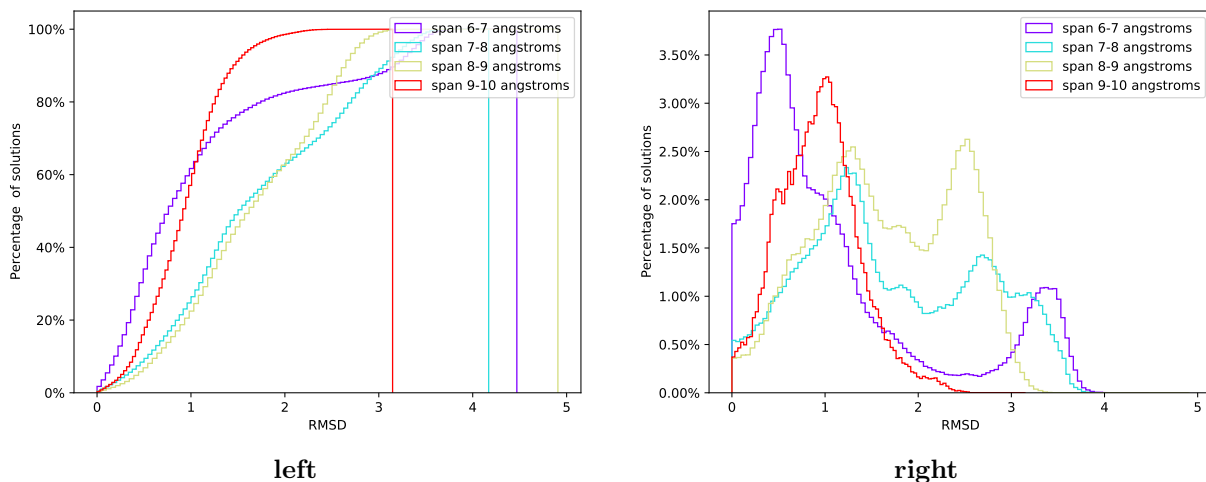 100%
80%
60%
40%
20%
0%
Percentage of solutions
span 6-7 angstroms
span 7-8 angstroms
span 8-9 angstroms
span 9-10 angstroms
0 1 2 3 4 5
RMSD
left
3.50%
3.00%
2.50%
2.00%
1.50%
1.00%
0.50%
0.00%
Percentage of solutions
span 6-7 angstroms
span 7-8 angstroms
span 8-9 angstroms
span 9-10 angstroms
0 1 2 3 4 5
RMSD
right